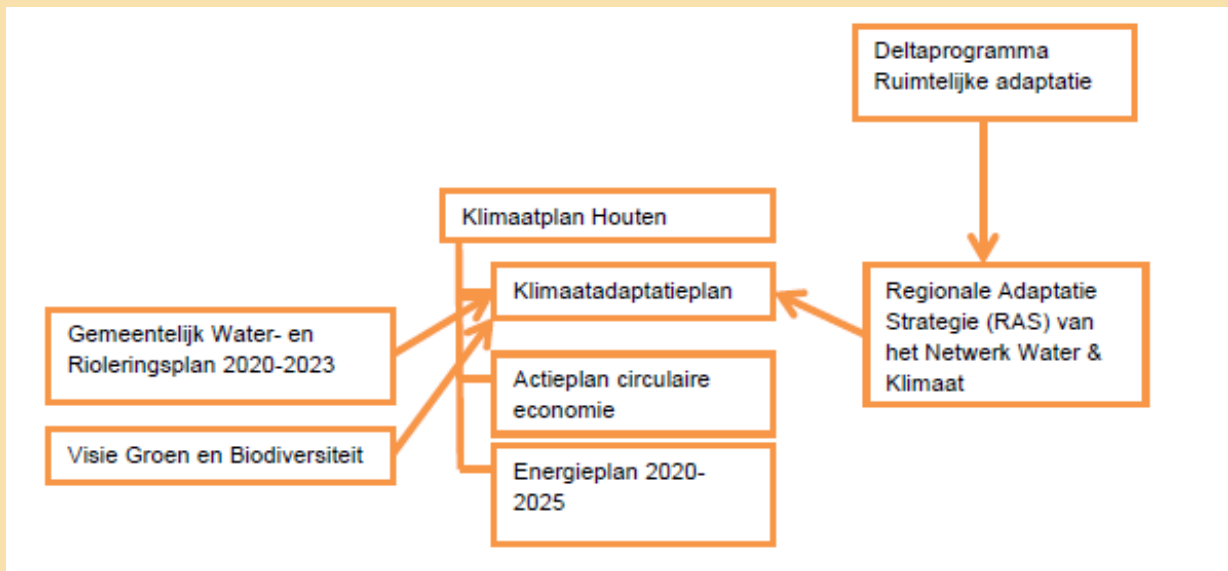 Deltaprogramma
Ruimtelijke adaptatie
Klimaatplan Houten
Klimaatadaptatieplan
Regionale Adaptatie
Strategie (RAS) van
het Netwerk Water &
Klimaat
Gemeentelijk Water- en
Rioleringsplan 2020-2023
Actieplan circulaire
economie
Visie Groen en Biodiversiteit
Energieplan 2020-
2025